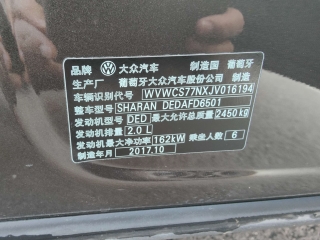 品牌 大众汽车 制造国 葡萄牙
生产厂 葡萄牙大众汽车股份公司 制造
车辆识别代号 WVWCS77NXJV016194
整车型号 SHARAN DEDAFD6501
发动机型号 DED 最大允许总质量 2450kg
发动机排量 2.0 L
发动机最大净功率 162kW 乘坐人数 6
制造年月 2017.10